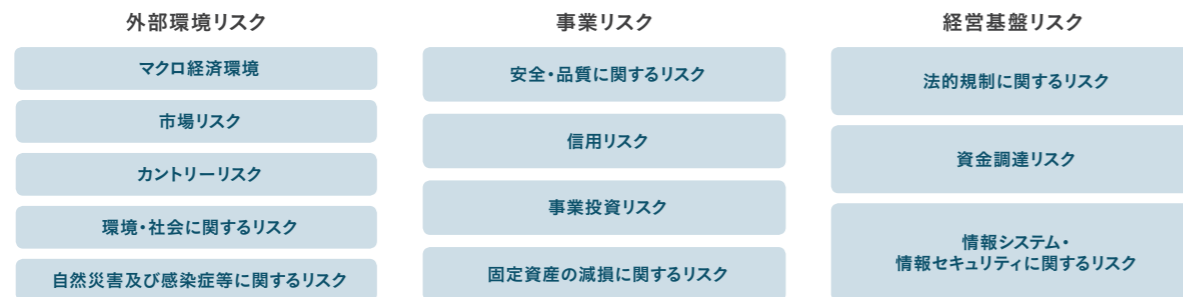 外部環境リスク
マクロ経済環境
市場リスク
カントリーリスク
環境・社会に関するリスク
自然災害及び感染症等に関するリスク
事業リスク
安全・品質に関するリスク
信用リスク
事業投資リスク
固定資産の減損に関するリスク
経営基盤リスク
法的規制に関するリスク
資金調達リスク
情報システム・
情報セキュリティに関するリスク